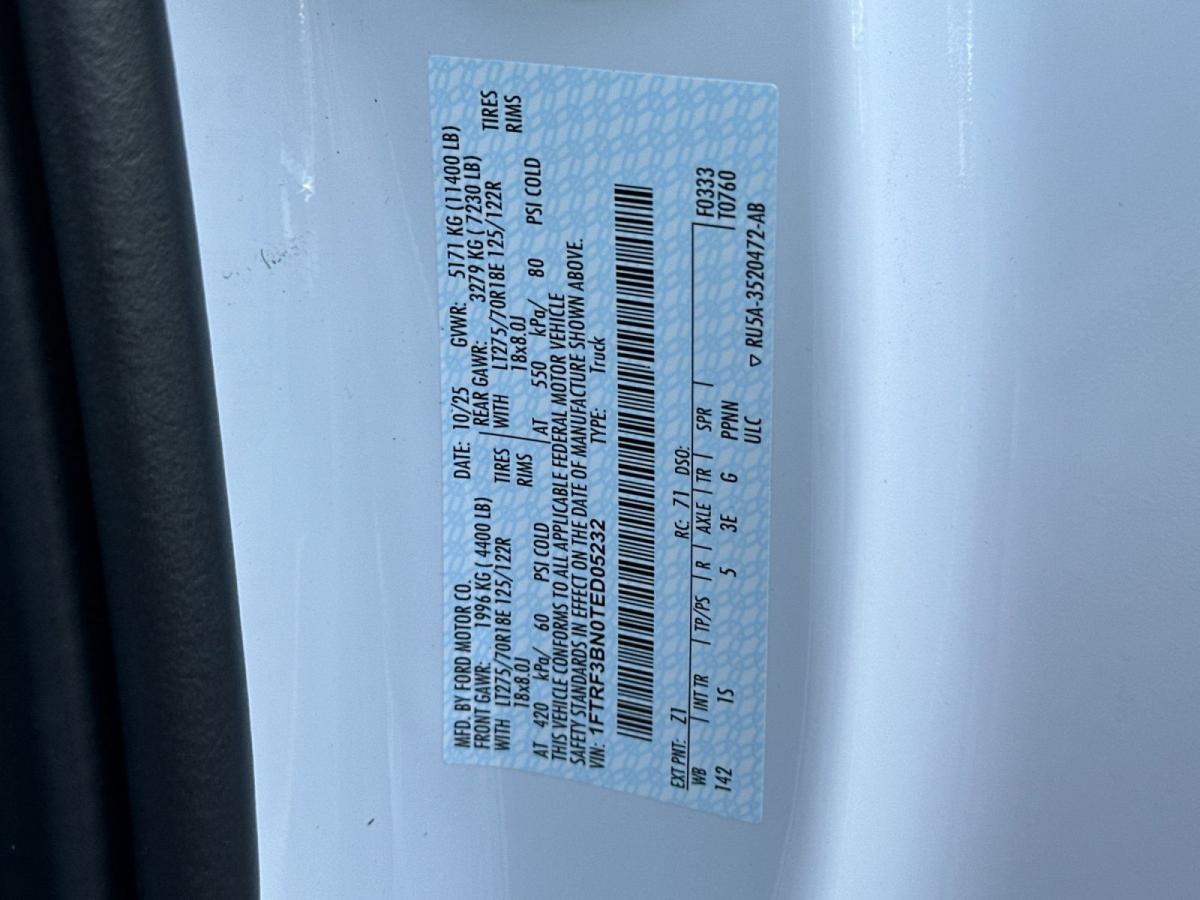 MFD. BY FORD MOTOR CO. DATE: 10/25 GVWR: 5171 KG (11400 LB)
FRONT GAWR: 1996 KG ( 4400 LB) REAR GAWR: 3279 KG ( 7230 LB)
WITH LT275/70R18E 125/122R TIRES WITH LT275/70R18E 125/122R TIRES
18x8.0J RIMS 18x8.0J RIMS
AT 420 kPa/ 60 PSI COLD AT 550 kPa/ 80 PSI COLD
THIS VEHICLE CONFORMS TO ALL APPLICABLE FEDERAL MOTOR VEHICLE
SAFETY STANDARDS IN EFFECT ON THE DATE OF MANUFACTURE SHOWN ABOVE.
VIN: 1FTRF3BN0TED05232 TYPE: Truck
EXT PNT: Z1 RC: 71 DSO:
WB INT TR TP/PS R AXLE TR SPR F0333
142 1S 5 3E G PPNN T0760
ULC ▽ RU5A-3520472-AB